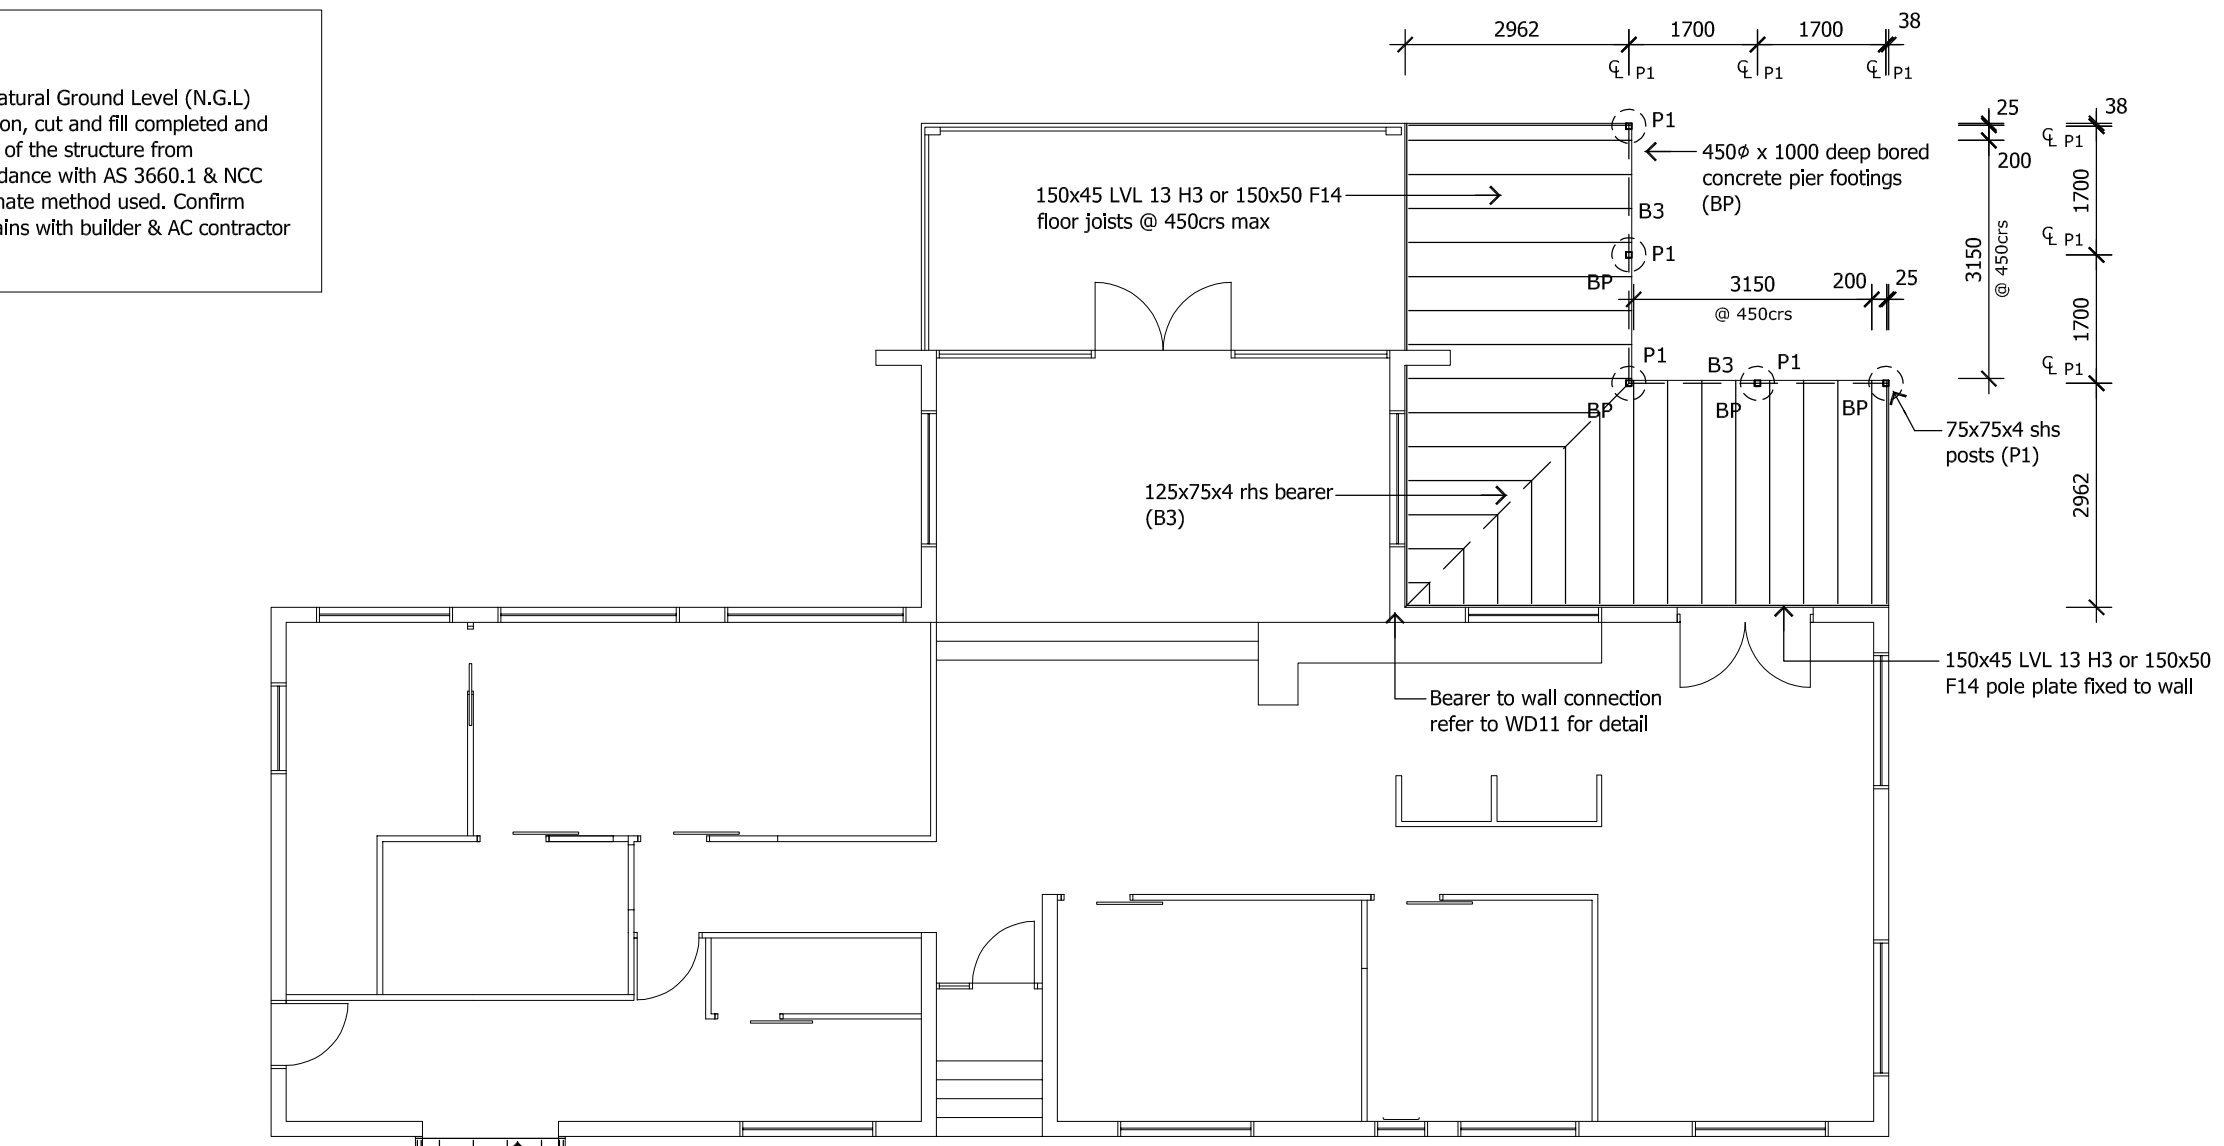 atural Ground Level (N.G.L)
on, cut and fill completed and
of the structure from
dance with AS 3660.1 & NCC
nate method used. Confirm
ains with builder & AC contractor
2962
1700
1700
38
℄ P1
℄ P1
℄ P1
25
38
℄ P1
200
P1
450ø x 1000 deep bored
concrete pier footings
(BP)
150x45 LVL 13 H3 or 150x50 F14
floor joists @ 450crs max
B3
1700
℄ P1
3150
@ 450crs
P1
BP
3150
200
25
@ 450crs
1700
P1
B3
P1
℄ P1
BP
BP
BP
75x75x4 shs
posts (P1)
125x75x4 rhs bearer
(B3)
2962
150x45 LVL 13 H3 or 150x50
F14 pole plate fixed to wall
Bearer to wall connection
refer to WD11 for detail